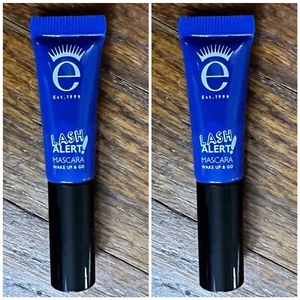 e
Est.1999
LASH
ALERT!
MASCARA
WAKE UP & GO
e
Est.1999
LASH
ALERT!
MASCARA
WAKE UP & GO